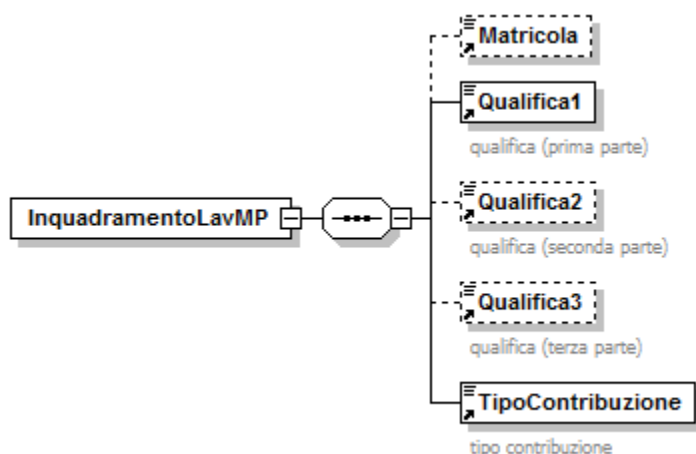 Matricola
Qualifica1
qualifica (prima parte)
InquadramentoLavMP
Qualifica2
qualifica (seconda parte)
Qualifica3
qualifica (terza parte)
TipoContribuzione
tipo contribuzione